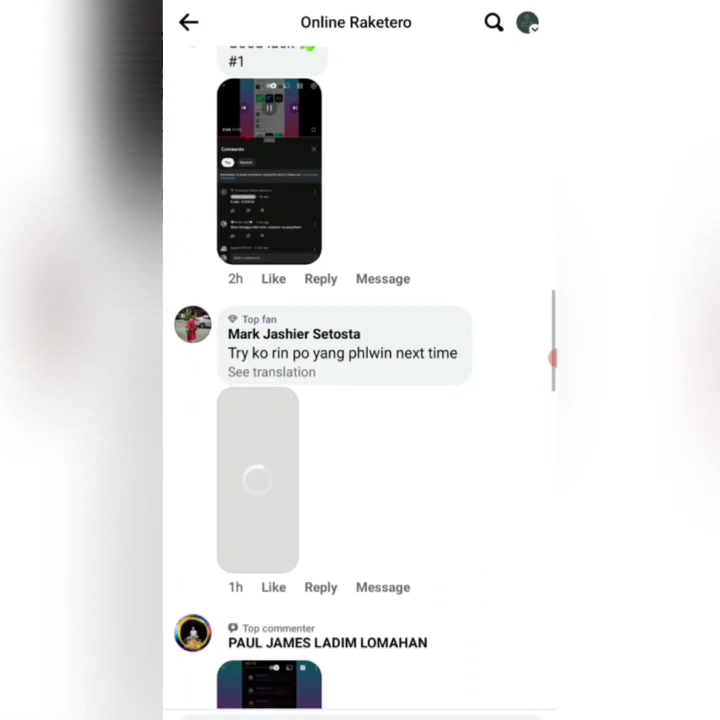 Online Raketero
#1
Comments
2h Like Reply Message
Top fan
Mark Jashier Setosta
Try ko rin po yang phlwin next time
See translation
1h Like Reply Message
Top commenter
PAUL JAMES LADIM LOMAHAN